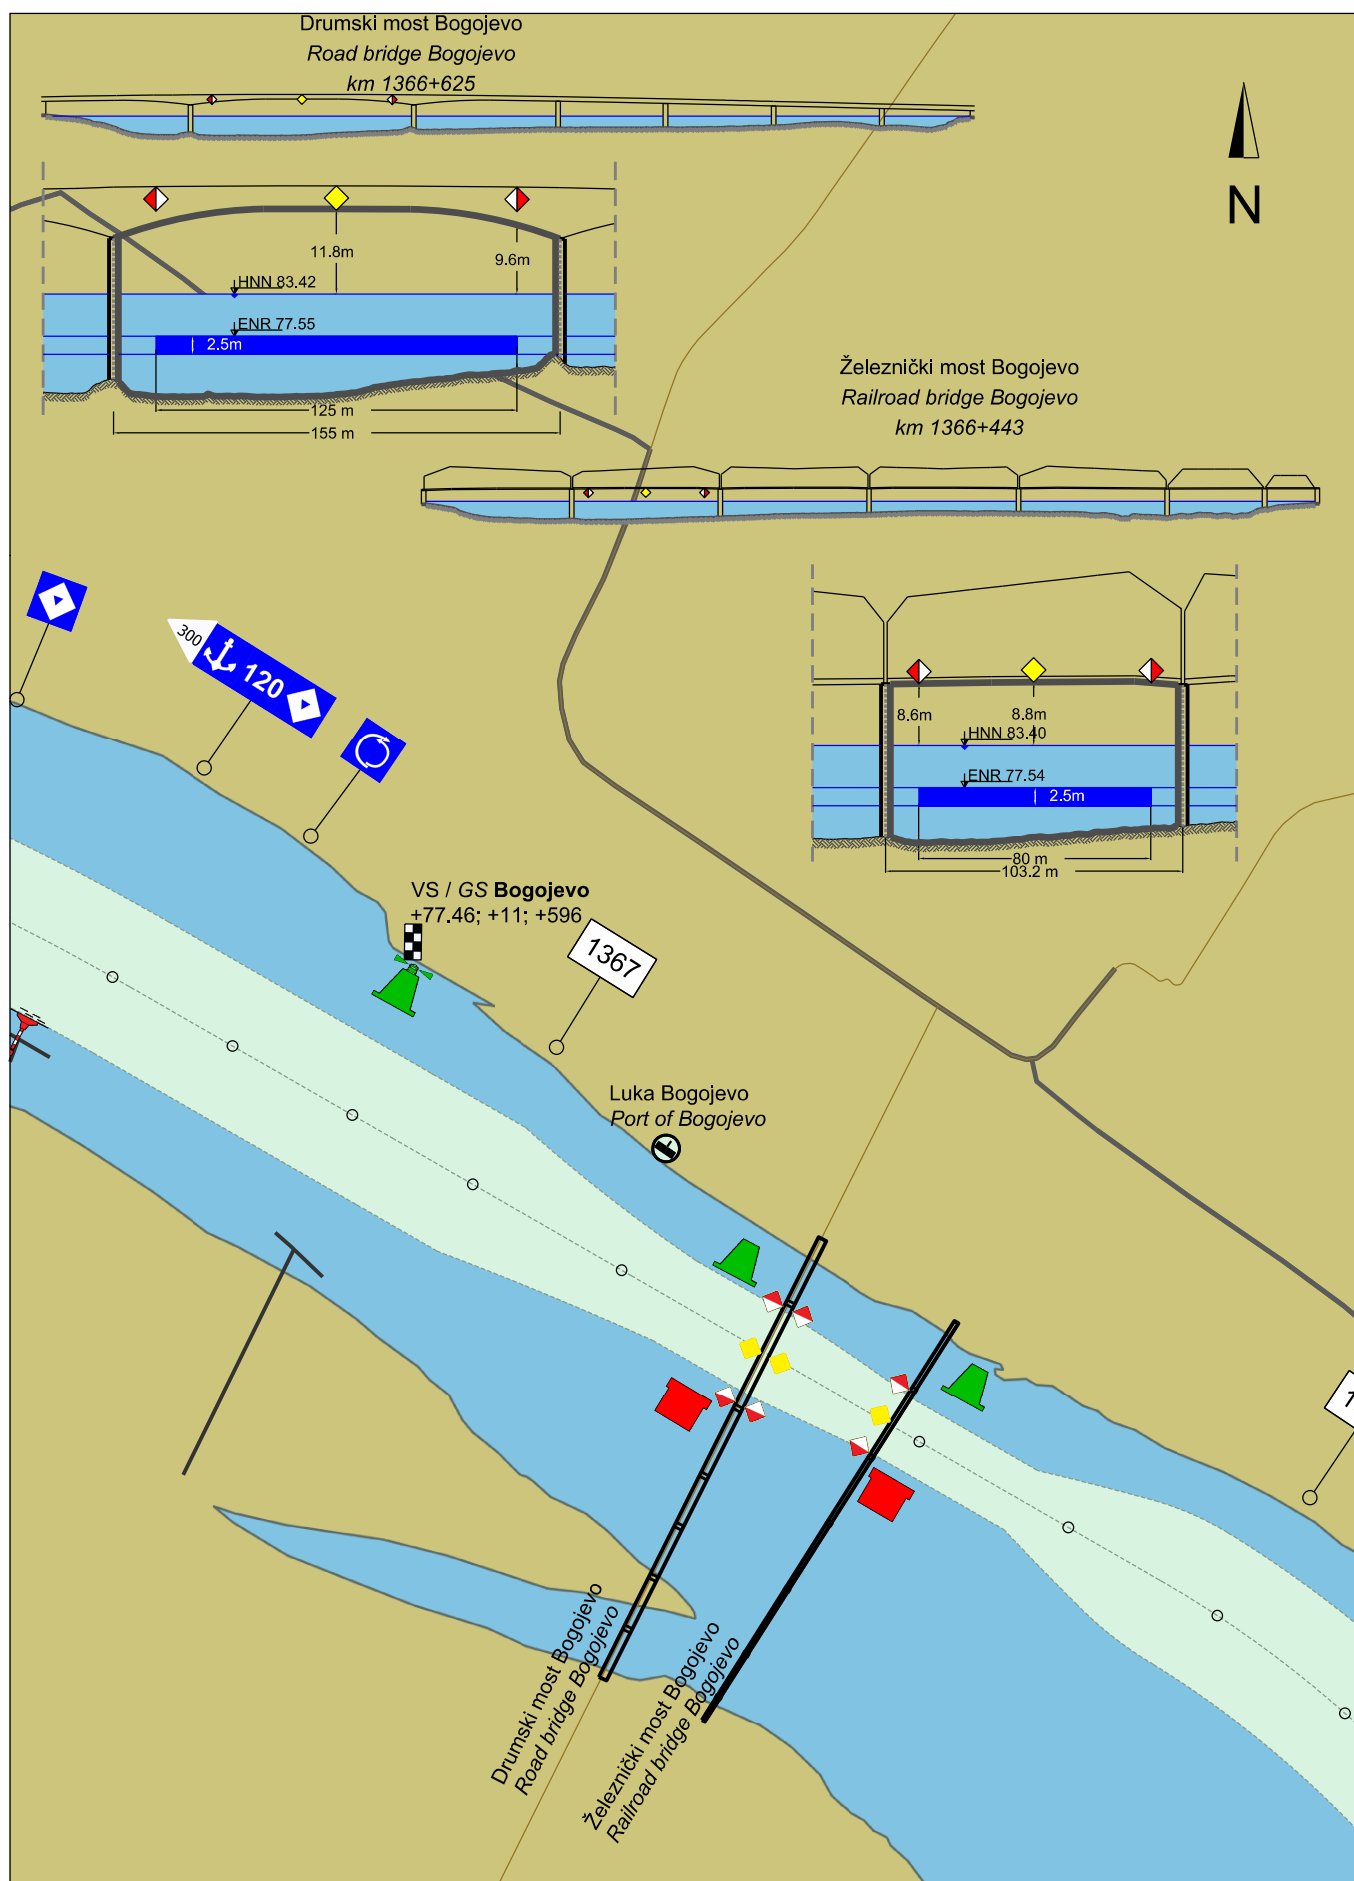 Drumski most Bogojevo
Road bridge Bogojevo
km 1366+625
N
11.8m
9.6m
HNN 83.42
ENR 77.55
2.5m
125 m
155 m
Železnički most Bogojevo
Railroad bridge Bogojevo
km 1366+443
8.6m
8.8m
HNN 83.40
ENR 77.54
2.5m
80 m
103.2 m
300
120
VS / GS Bogojevo
+77.46; +11; +596
1367
Luka Bogojevo
Port of Bogojevo
1
Drumski most Bogojevo
Road bridge Bogojevo
Železnički most Bogojevo
Railroad bridge Bogojevo